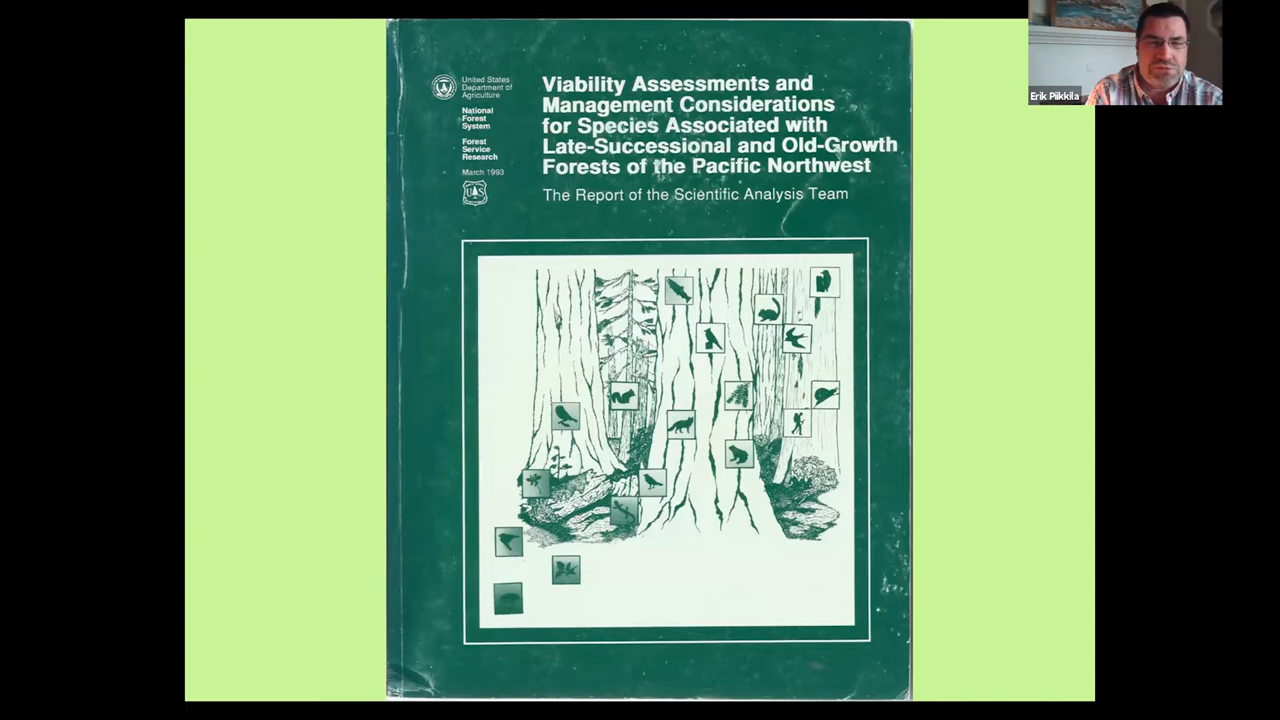 United States
Department of
Agriculture
National
Forest
System
Forest
Service
Research
March 1993
Viability Assessments and
Management Considerations
for Species Associated with
Late-Successional and Old-Growth
Forests of the Pacific Northwest
The Report of the Scientific Analysis Team
U S
Erik Piikkila